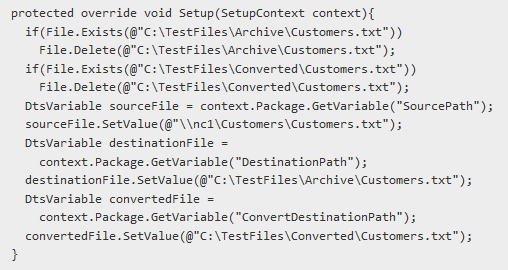 protected override void Setup(SetupContext context){
if(File.Exists(@"C:\TestFiles\Archive\Customers.txt"))
File.Delete(@"C:\TestFiles\Archive\Customers.txt");
if(File.Exists(@"C:\TestFiles\Converted\Customers.txt"))
File.Delete(@"C:\TestFiles\Converted\Customers.txt");
DtsVariable sourceFile = context.Package.GetVariable("SourcePath");
sourceFile.SetValue(@"\\nc1\Customers\Customers.txt");
DtsVariable destinationFile =
context.Package.GetVariable("DestinationPath");
destinationFile.SetValue(@"C:\TestFiles\Archive\Customers.txt");
DtsVariable convertedFile =
context.Package.GetVariable("ConvertDestinationPath");
convertedFile.SetValue(@"C:\TestFiles\Converted\Customers.txt");
}